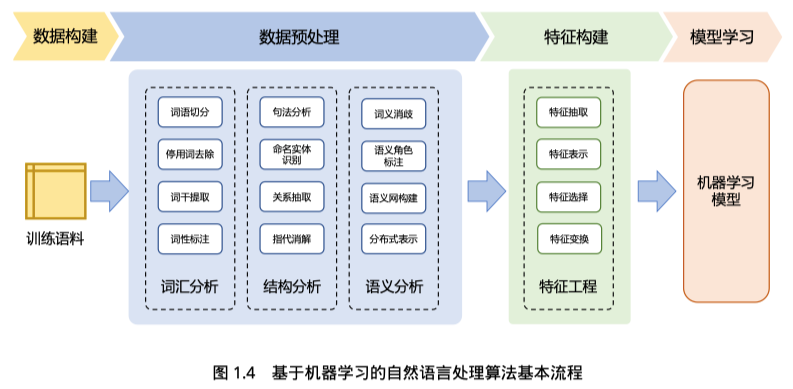 数据构建
数据预处理
特征构建
模型学习
训练语料
词语切分
停用词去除
词干提取
词性标注
词汇分析
句法分析
命名实体
识别
关系抽取
指代消解
结构分析
词义消歧
语义角色
标注
语义网构建
分布式表示
语义分析
特征抽取
特征表示
特征选择
特征变换
特征工程
机器学习
模型
图 1.4 基于机器学习的自然语言处理算法基本流程